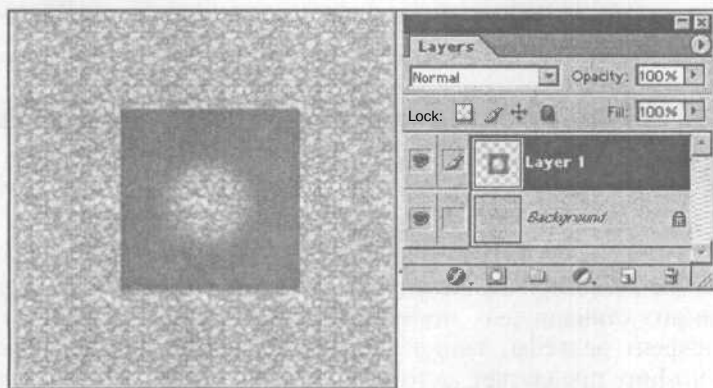 Layers
Normal Opacity: 100%
Lock: Fill: 100%
Layer 1
Background